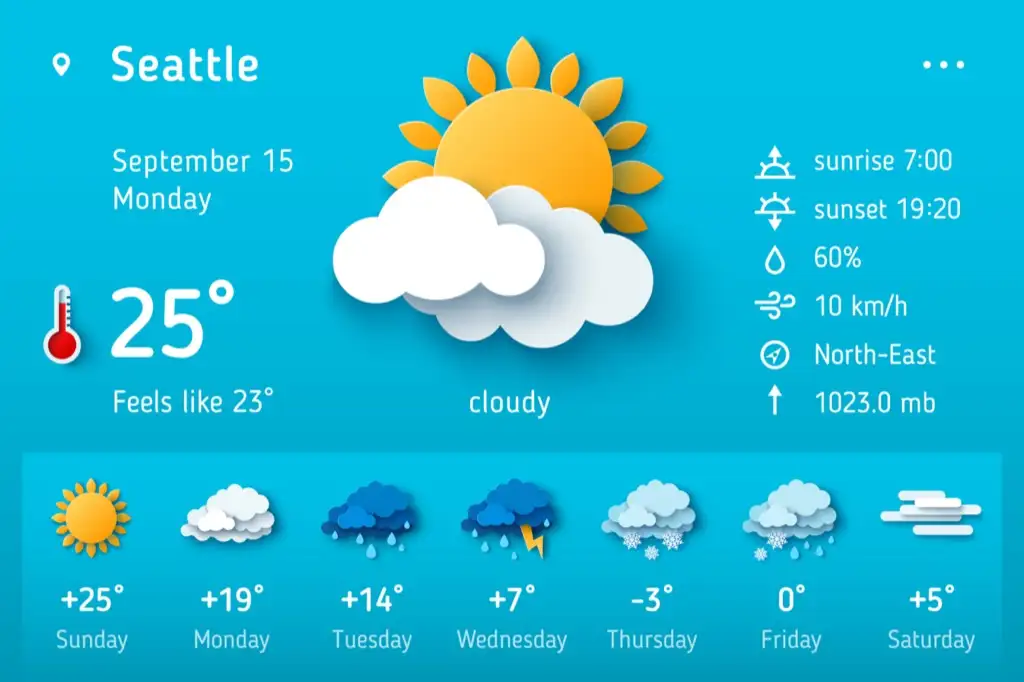 Seattle
September 15
Monday
25°
Feels like 23°
cloudy
sunrise 7:00
sunset 19:20
60%
10 km/h
North-East
1023.0 mb
+25° +19° +14° +7° -3° 0° +5°
Sunday Monday Tuesday Wednesday Thursday Friday Saturday